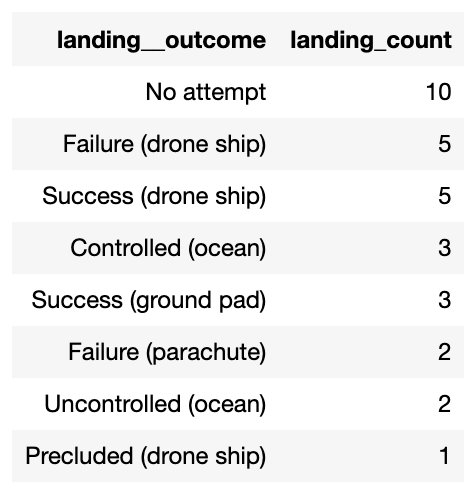 landing__outcome landing_count
No attempt 10
Failure (drone ship) 5
Success (drone ship) 5
Controlled (ocean) 3
Success (ground pad) 3
Failure (parachute) 2
Uncontrolled (ocean) 2
Precluded (drone ship) 1